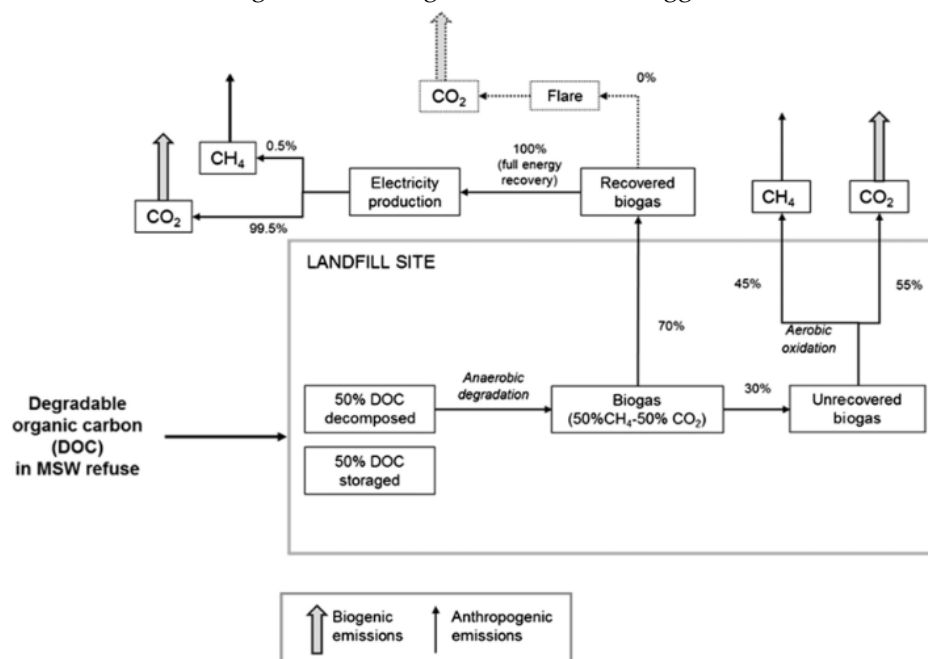 CO2
Flare
0%
CH4
0.5%
CO2
99.5%
Electricity
production
100%
(full energy
recovery)
Recovered
biogas
CH4
CO2
LANDFILL SITE
45%
55%
70%
Aerobic
oxidation
Degradable
organic carbon
(DOC)
in MSW refuse
50% DOC
decomposed
Anaerobic
degradation
Biogas
(50%CH4-50% CO2)
30%
Unrecovered
biogas
50% DOC
storaged
Biogenic
emissions
Anthropogenic
emissions